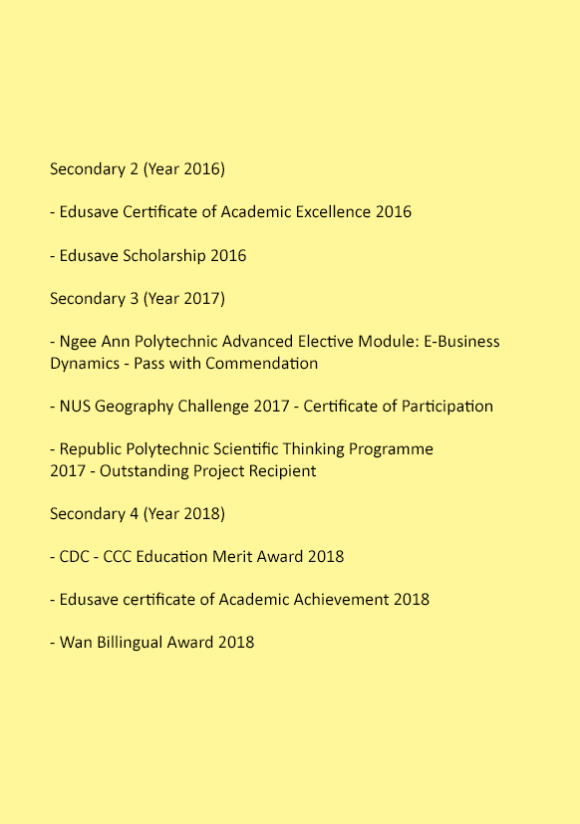 Secondary 2 (Year 2016)
- Edusave Certificate of Academic Excellence 2016
- Edusave Scholarship 2016
Secondary 3 (Year 2017)
- Ngee Ann Polytechnic Advanced Elective Module: E-Business
Dynamics - Pass with Commendation
- NUS Geography Challenge 2017 - Certificate of Participation
- Republic Polytechnic Scientific Thinking Programme
2017 - Outstanding Project Recipient
Secondary 4 (Year 2018)
- CDC - CCC Education Merit Award 2018
- Edusave certificate of Academic Achievement 2018
- Wan Billingual Award 2018